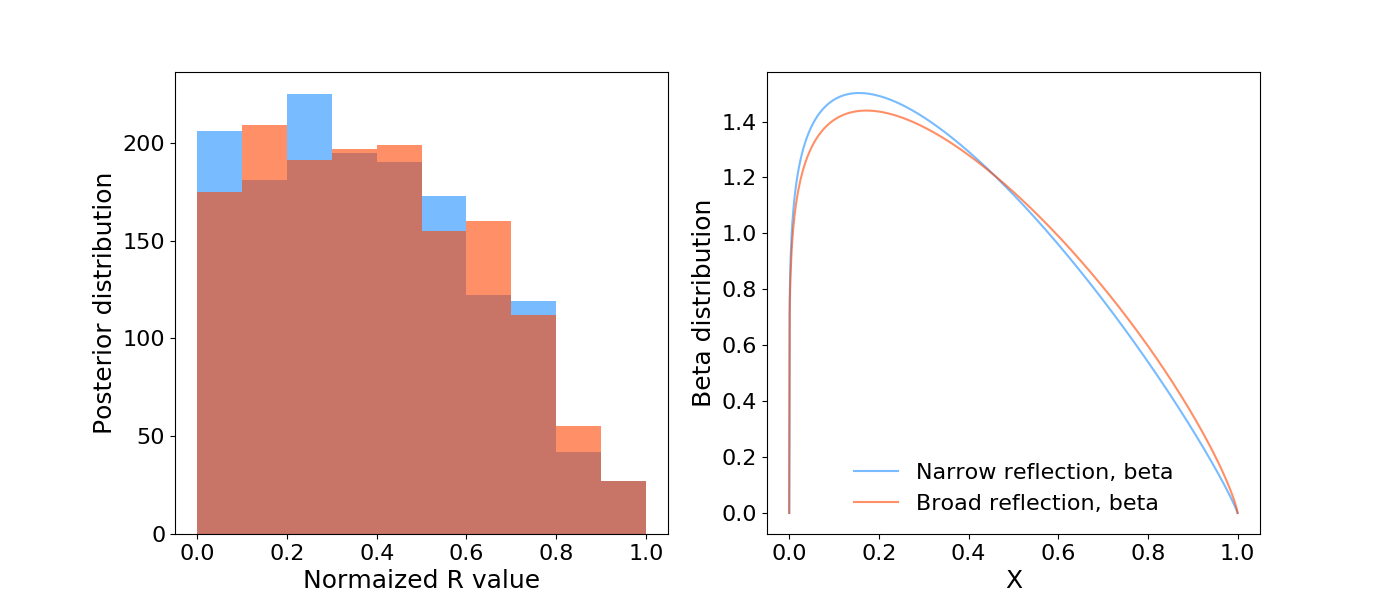 Posterior distribution
200
150
100
50
0
0.0 0.2 0.4 0.6 0.8 1.0
Normaized R value
Beta distribution
1.4
1.2
1.0
0.8
0.6
0.4
0.2
0.0
Narrow reflection, beta
Broad reflection, beta
0.0 0.2 0.4 0.6 0.8 1.0
X